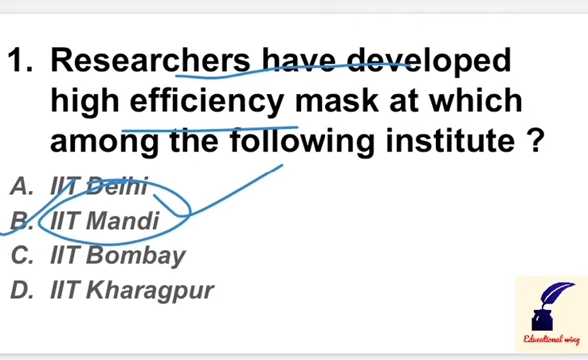 1. Researchers have developed
high efficiency mask at which
among the following institute ?
A. IIT Delhi
B. IIT Mandi
C. IIT Bombay
D. IIT Kharagpur
Educational wing